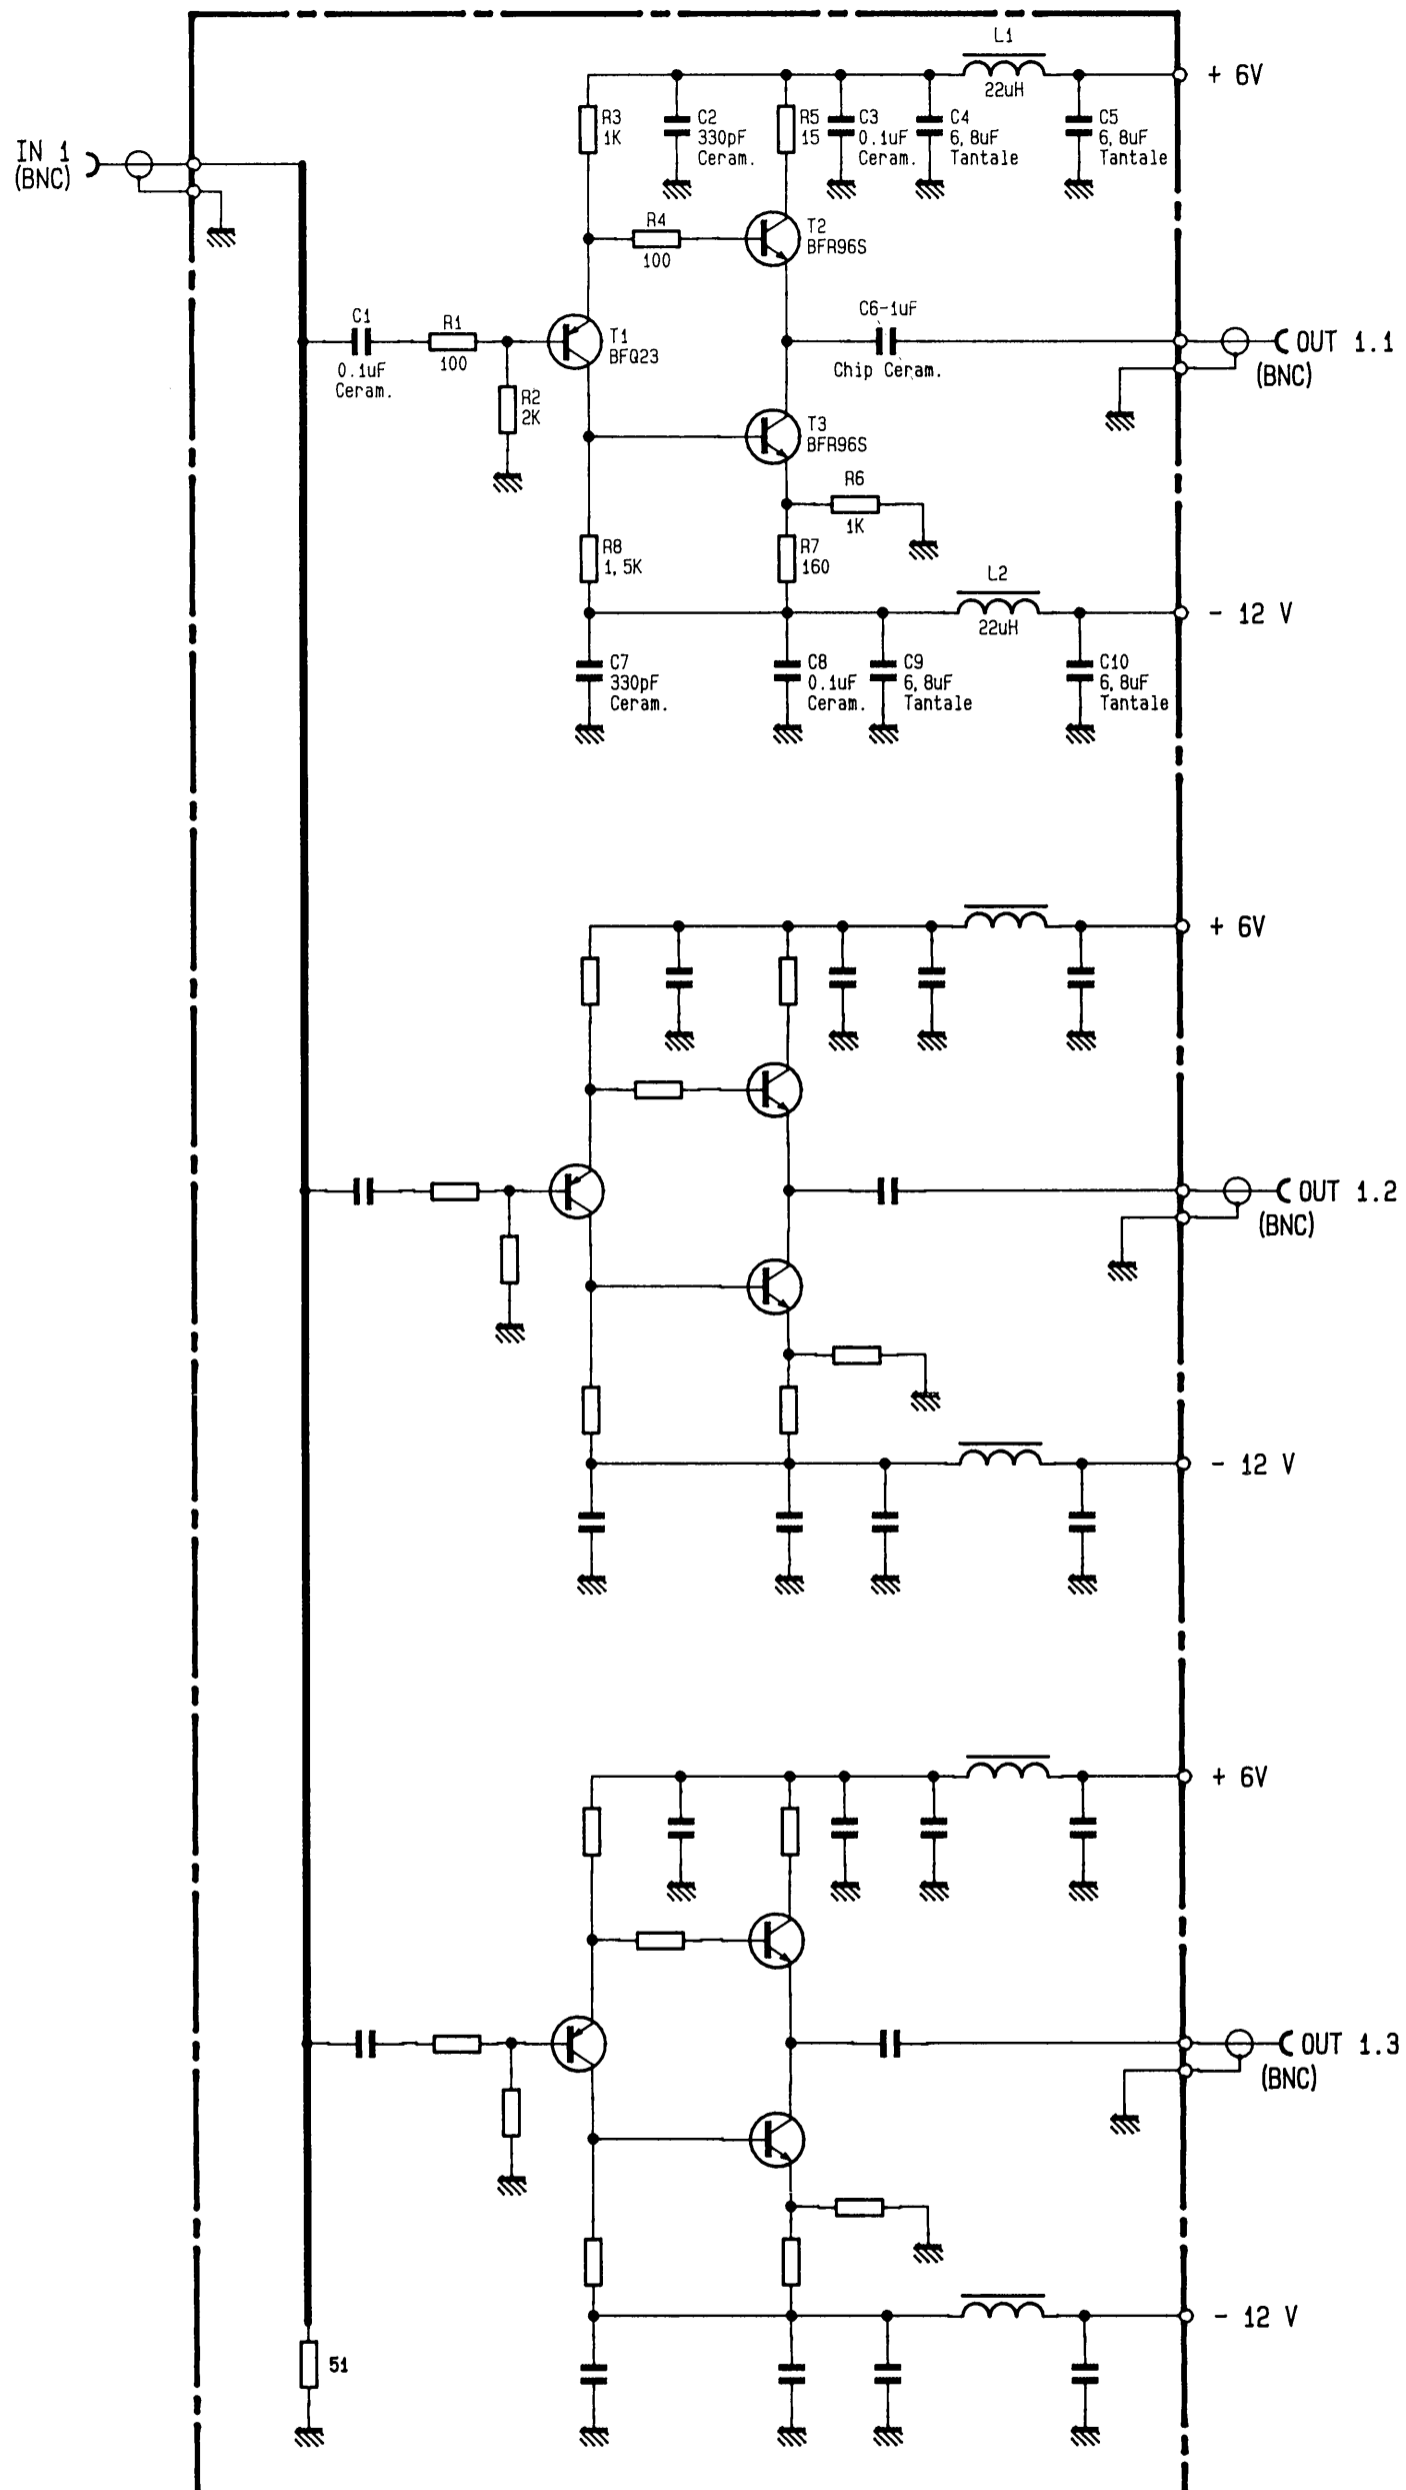 L1
22uH
+ 6V
R3
1K
C2
330pF
Ceram.
R5
15
C3
0.1uF
Ceram.
C4
6,8uF
Tantale
C5
6,8uF
Tantale
IN 1
(BNC)
R4
100
T2
BFR96S
C1
0.1uF
Ceram.
R1
100
T1
BFQ23
R2
2K
C6-1uF
Chip Ceram.
OUT 1.1
(BNC)
T3
BFR96S
R6
1K
R8
1,5K
R7
160
L2
22uH
- 12 V
C7
330pF
Ceram.
C8
0.1uF
Ceram.
C9
6,8uF
Tantale
C10
6,8uF
Tantale
+ 6V
OUT 1.2
(BNC)
- 12 V
+ 6V
OUT 1.3
(BNC)
- 12 V
51